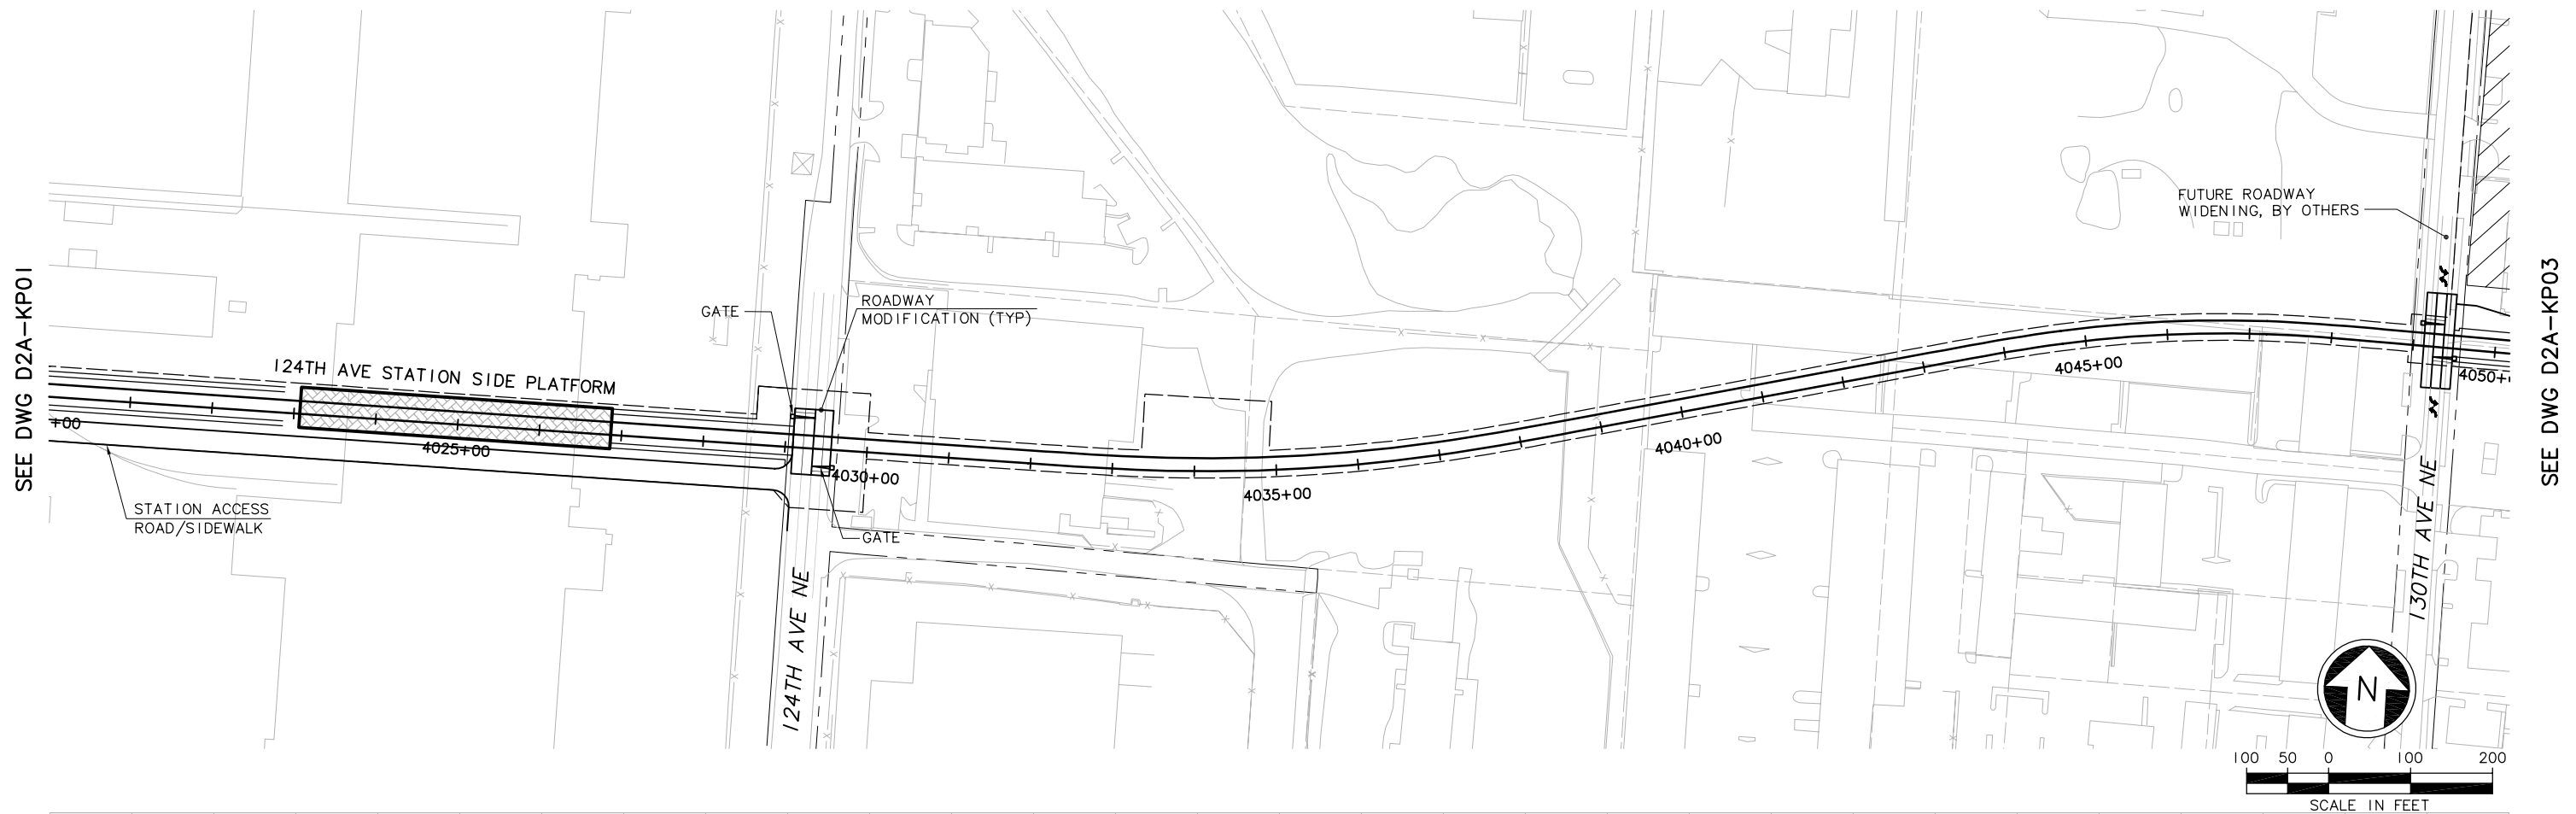 SEE DWG D2A-KP01
+00
124TH AVE STATION SIDE PLATFORM
4025+00
STATION ACCESS
ROAD/SIDEWALK
GATE
ROADWAY
MODIFICATION (TYP)
4030+00
GATE
124TH AVE NE
4035+00
4040+00
4045+00
FUTURE ROADWAY
WIDENING, BY OTHERS
4050+
130TH AVE NE
SEE DWG D2A-KP03
N
100 50 0 100 200
SCALE IN FEET